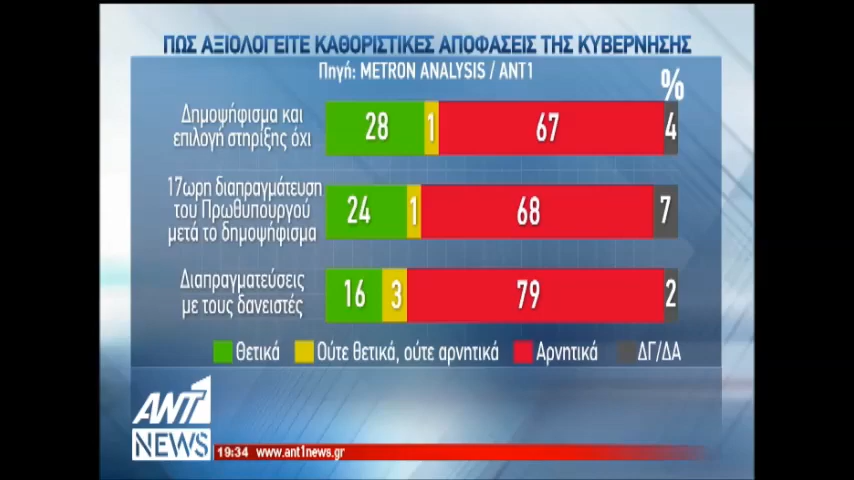 ΠΩΣ ΑΞΙΟΛΟΓΕΙΤΕ ΚΑΘΟΡΙΣΤΙΚΕΣ ΑΠΟΦΑΣΕΙΣ ΤΗΣ ΚΥΒΕΡΝΗΣΗΣ
Πηγή: METRON ANALYSIS / ΑΝΤ1
%
Δημοψήφισμα και
επιλογή στηρίξης όχι
28 1 67 4
17ωρη διαπραγμάτευση
του Πρωθυπουργού
μετά το δημοψήφισμα
24 1 68 7
Διαπραγματεύσεις
με τους δανειστές
16 3 79 2
Θετικά Ούτε θετικά, ούτε αρνητικά Αρνητικά ΔΓ/ΔΑ
ANT1
NEWS
19:34 www.ant1news.gr